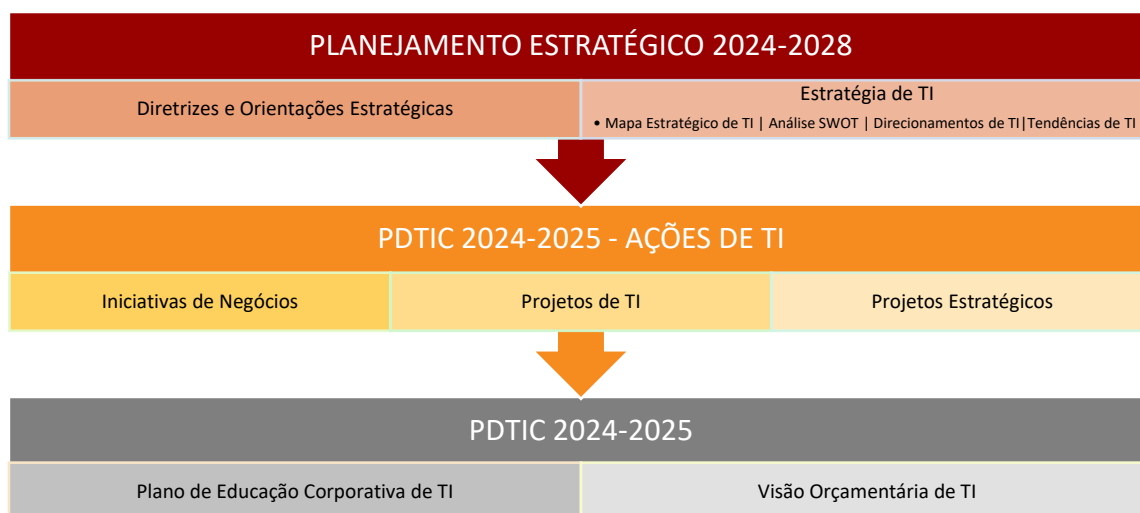 PLANEJAMENTO ESTRATÉGICO 2024-2028
Diretrizes e Orientações Estratégicas
Estratégia de TI
• Mapa Estratégico de TI | Análise SWOT | Direcionamentos de TI|Tendências de TI
PDTIC 2024-2025 - AÇÕES DE TI
Iniciativas de Negócios
Projetos de TI
Projetos Estratégicos
PDTIC 2024-2025
Plano de Educação Corporativa de TI
Visão Orçamentária de TI